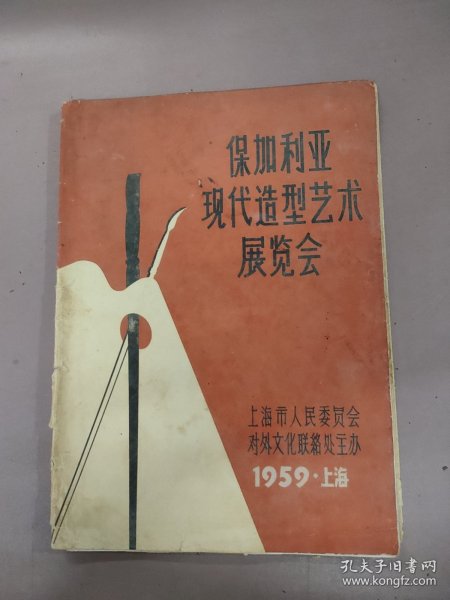 保加利亚
现代造型艺术
展览会
上海市人民委员会
对外文化联络处主办
1959·上海
孔夫子旧书网
www.kongfz.com